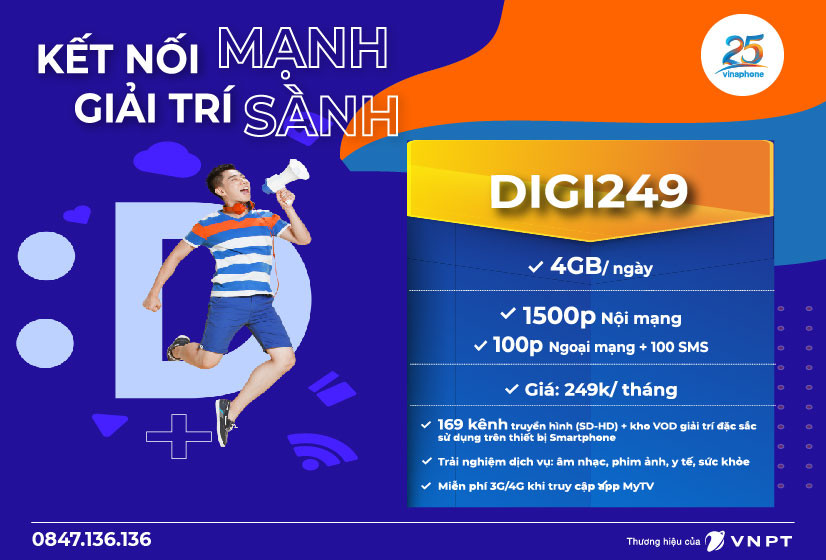 KẾT NỐI MẠNH
GIẢI TRÍ SÀNH
25
vinaphone
D
DIGI249
4GB/ ngày
1500p Nội mạng
100p Ngoại mạng + 100 SMS
Giá: 249k/ tháng
169 kênh truyền hình (SD-HD) + kho VOD giải trí đặc sắc
sử dụng trên thiết bị Smartphone
Trải nghiệm dịch vụ: âm nhạc, phim ảnh, y tế, sức khỏe
Miễn phí 3G/4G khi truy cập app MyTV
0847.136.136
Thương hiệu của VNPT